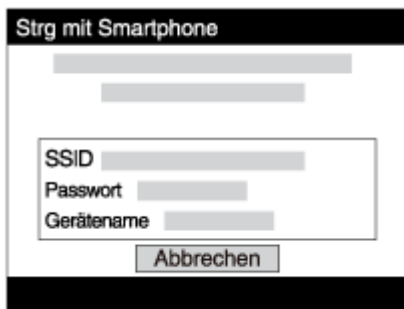 Strg mit Smartphone
SSID
Passwort
Gerätename
Abbrechen